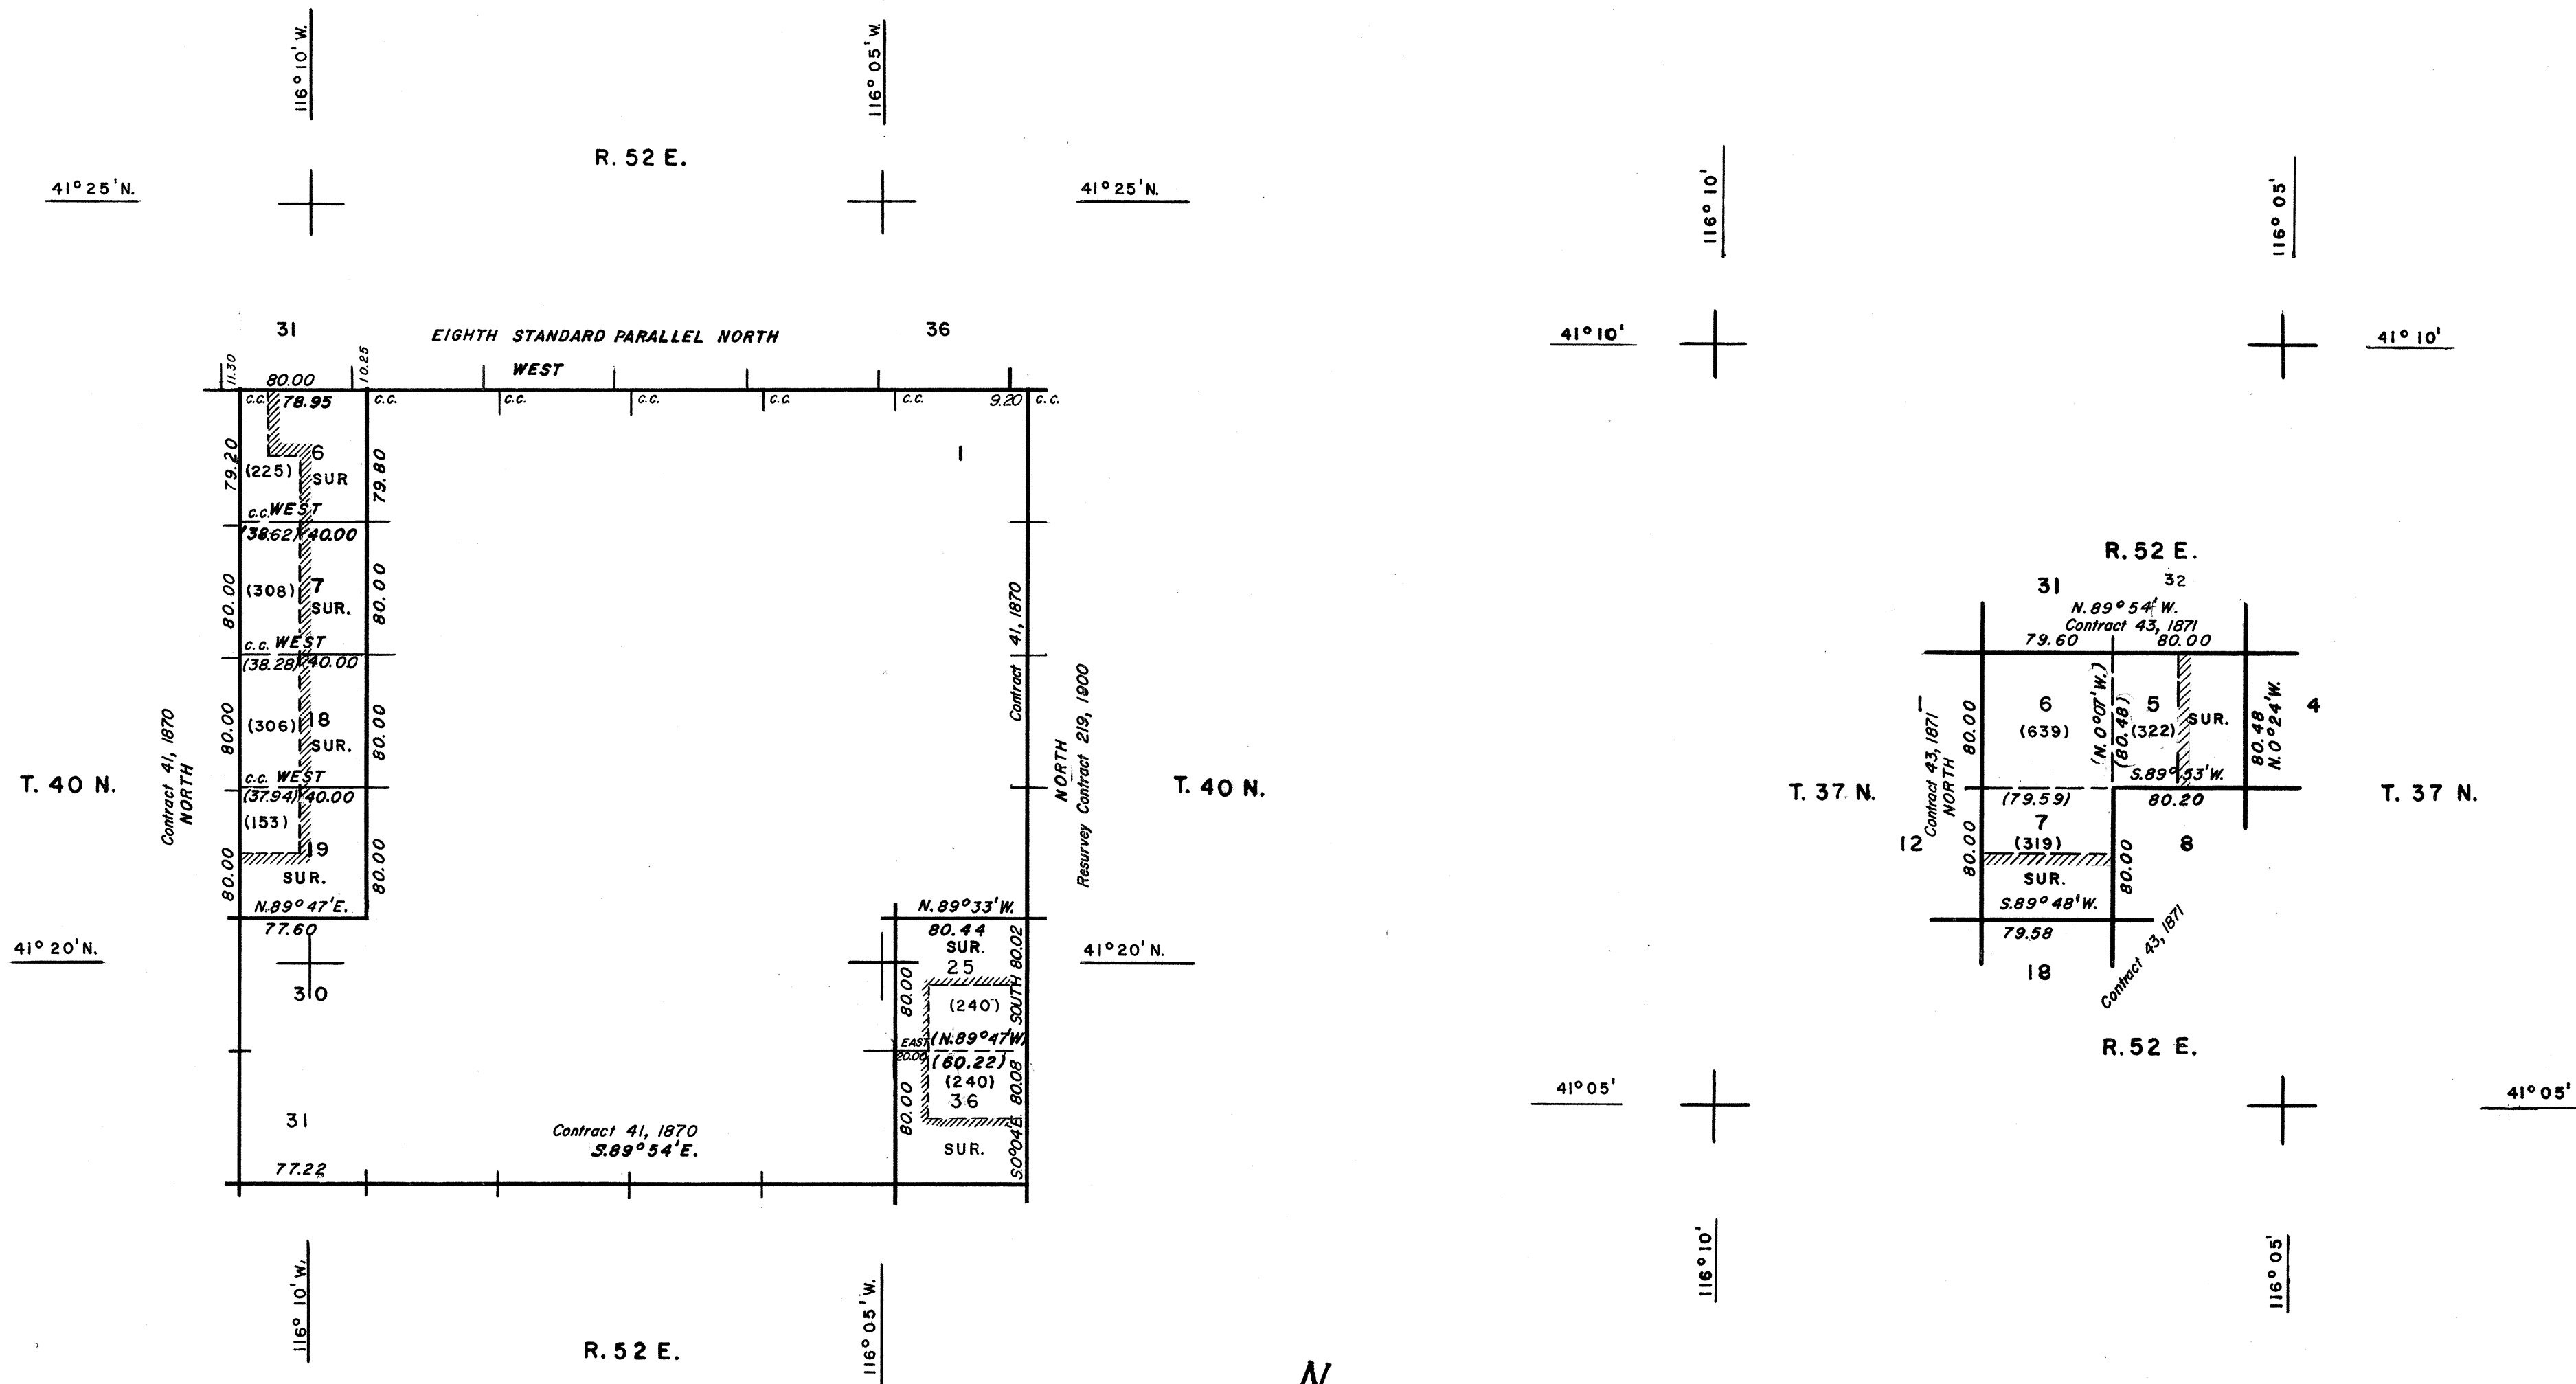 116° 10' W.
116° 05' W.
R. 52 E.
41° 25' N.
41° 25' N.
31
EIGHTH STANDARD PARALLEL NORTH
36
WEST
11.30
80.00
10.25
C.C.
78.95
C.C.
C.C.
C.C.
C.C.
C.C.
9.20
C.C.
79.20
6
(225)
SUR
79.80
1
C.C. WEST
(38.62) 40.00
80.00
(308)
7
SUR.
80.00
C.C. WEST
(38.28) 40.00
80.00
(306)
18
SUR.
80.00
C.C. WEST
(37.94) 40.00
(153)
80.00
19
SUR.
80.00
N. 89° 47' E.
77.60
Contract 41, 1870
NORTH
T. 40 N.
Contract 41, 1870
NORTH
Resurvey Contract 219, 1900
T. 40 N.
41° 20' N.
41° 20' N.
30
N. 89° 33' W.
80.44
SUR.
25
80.00
(240)
SOUTH 80.02
EAST (N. 89° 47' W)
20.00 (60.22)
(240)
36
80.00
S. 0° 04' E. 80.08
SUR.
31
77.22
Contract 41, 1870
S. 89° 54' E.
116° 10' W.
116° 05' W.
R. 52 E.
N
116° 10'
116° 05'
41° 10'
41° 10'
R. 52 E.
31
32
N. 89° 54' W.
Contract 43, 1871
79.60
80.00
1
6
(639)
80.00
(N. 0° 07' W.)
(80.48)
5
(322)
SUR.
80.48
N. 0° 24' W.
4
S. 89° 53' W.
(79.59)
80.20
Contract 43, 1871
NORTH
T. 37 N.
T. 37 N.
12
80.00
7
(319)
SUR.
80.00
8
S. 89° 48' W.
79.58
18
Contract 43, 1871
R. 52 E.
41° 05'
41° 05'
116° 10'
116° 05'